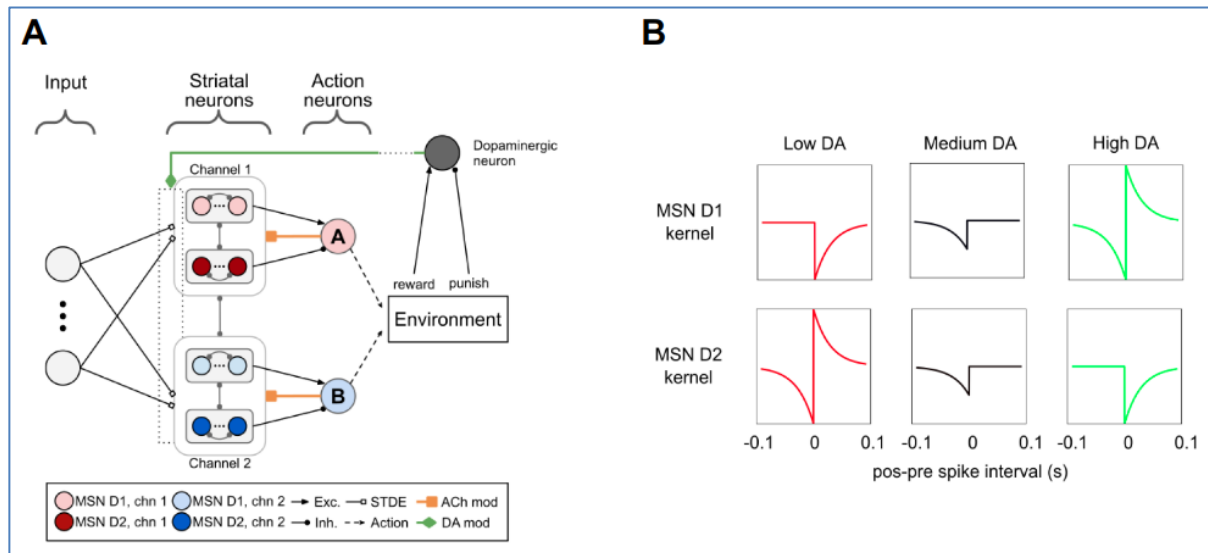 A
Input
Striatal
neurons
Action
neurons
Dopaminergic
neuron
Channel 1
A
reward punish
Environment
B
Channel 2
MSN D1, chn 1 MSN D1, chn 2 Exc. STDE ACh mod
MSN D2, chn 1 MSN D2, chn 2 Inh. Action DA mod
B
Low DA Medium DA High DA
MSN D1
kernel
MSN D2
kernel
-0.1 0 0.1 -0.1 0 0.1 -0.1 0 0.1
pos-pre spike interval (s)